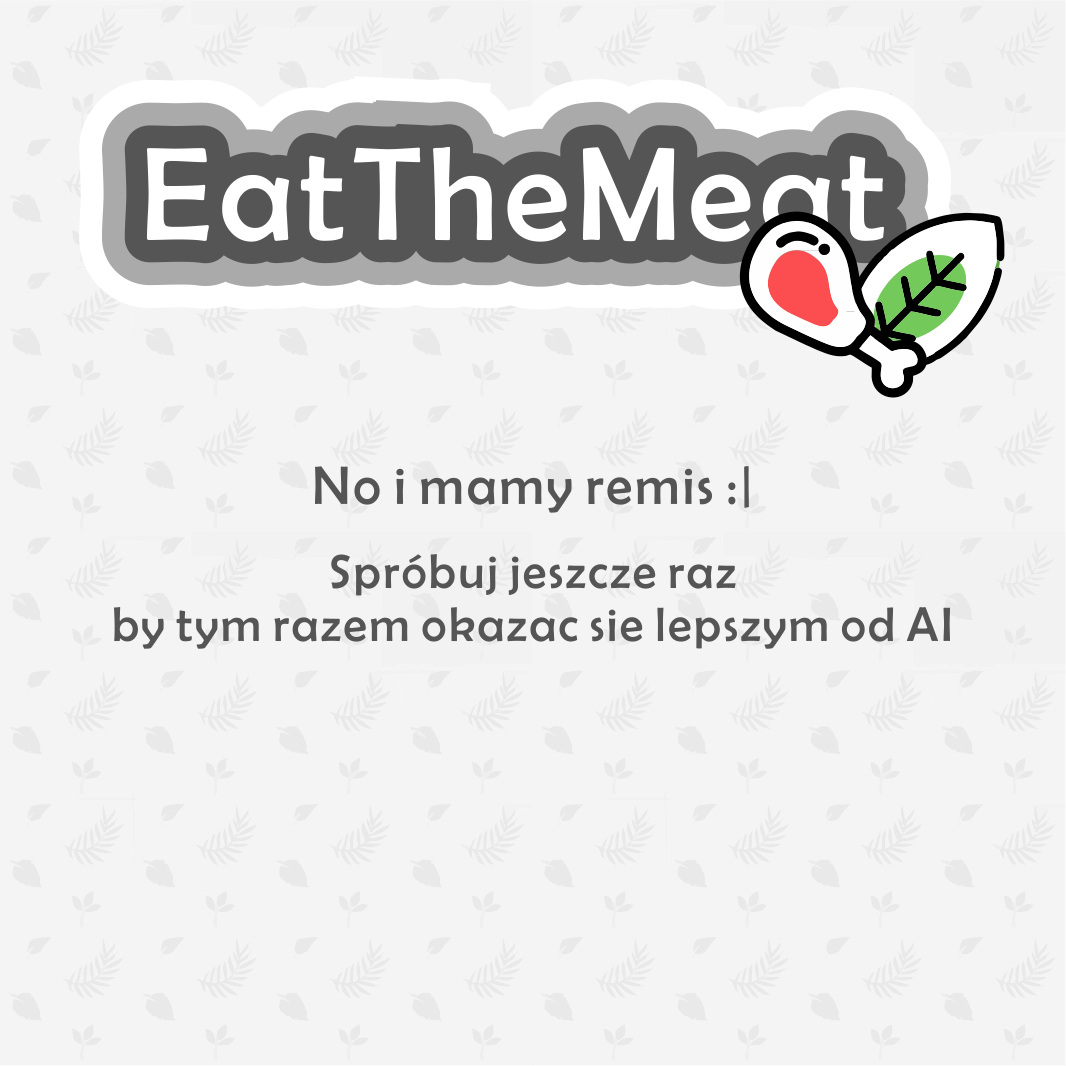 EatTheMeat
No i mamy remis :|
Spróbuj jeszcze raz
by tym razem okazac sie lepszym od AI